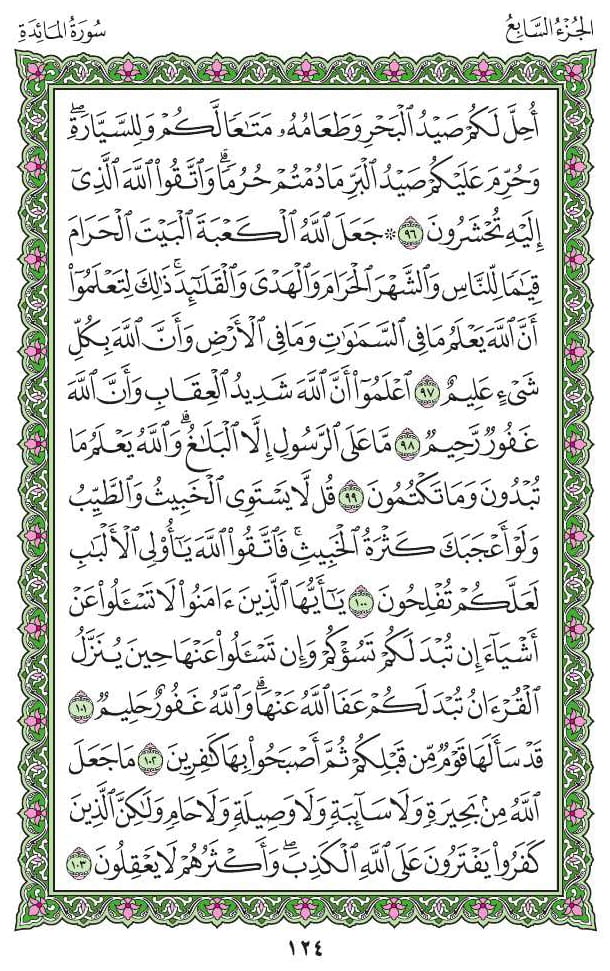 الجُزْءُ السَّابِعُ
سُورَةُ المَائِدَةِ
أُحِلَّ لَكُمْ صَيْدُ ٱلْبَحْرِ وَطَعَامُهُۥ مَتَٰعًا لَّكُمْ وَلِلسَّيَّارَةِۖ
وَحُرِّمَ عَلَيْكُمْ صَيْدُ ٱلْبَرِّ مَا دُمْتُمْ حُرُمًاۗ وَٱتَّقُوا۟ ٱللَّهَ ٱلَّذِىٓ
إِلَيْهِ تُحْشَرُونَ ٩٦ ۞ جَعَلَ ٱللَّهُ ٱلْكَعْبَةَ ٱلْبَيْتَ ٱلْحَرَامَ
قِيَٰمًا لِّلنَّاسِ وَٱلشَّهْرَ ٱلْحَرَامَ وَٱلْهَدْىَ وَٱلْقَلَٰٓئِدَۚ ذَٰلِكَ لِتَعْلَمُوٓا۟
أَنَّ ٱللَّهَ يَعْلَمُ مَا فِى ٱلسَّمَٰوَٰتِ وَمَا فِى ٱلْأَرْضِ وَأَنَّ ٱللَّهَ بِكُلِّ
شَىْءٍ عَلِيمٌ ٩٧ ٱعْلَمُوٓا۟ أَنَّ ٱللَّهَ شَدِيدُ ٱلْعِقَابِ وَأَنَّ ٱللَّهَ
غَفُورٌ رَّحِيمٌ ٩٨ مَّا عَلَى ٱلرَّسُولِ إِلَّا ٱلْبَلَٰغُۗ وَٱللَّهُ يَعْلَمُ مَا
تُبْدُونَ وَمَا تَكْتُمُونَ ٩٩ قُل لَّا يَسْتَوِى ٱلْخَبِيثُ وَٱلطَّيِّبُ
وَلَوْ أَعْجَبَكَ كَثْرَةُ ٱلْخَبِيثِۚ فَٱتَّقُوا۟ ٱللَّهَ يَٰٓأُو۟لِى ٱلْأَلْبَٰبِ
لَعَلَّكُمْ تُفْلِحُونَ ١٠٠ يَٰٓأَيُّهَا ٱلَّذِينَ ءَامَنُوا۟ لَا تَسْـَٔلُوا۟ عَنْ
أَشْيَآءَ إِن تُبْدَ لَكُمْ تَسُؤْكُمْ وَإِن تَسْـَٔلُوا۟ عَنْهَا حِينَ يُنَزَّلُ
ٱلْقُرْءَانُ تُبْدَ لَكُمْ عَفَا ٱللَّهُ عَنْهَاۗ وَٱللَّهُ غَفُورٌ حَلِيمٌ ١٠١
قَدْ سَأَلَهَا قَوْمٌ مِّن قَبْلِكُمْ ثُمَّ أَصْبَحُوا۟ بِهَا كَٰفِرِينَ ١٠٢ مَا جَعَلَ
ٱللَّهُ مِنۢ بَحِيرَةٍ وَلَا سَآئِبَةٍ وَلَا وَصِيلَةٍ وَلَا حَامٍ وَلَٰكِنَّ ٱلَّذِينَ
كَفَرُوا۟ يَفْتَرُونَ عَلَى ٱللَّهِ ٱلْكَذِبَۖ وَأَكْثَرُهُمْ لَا يَعْقِلُونَ ١٠٣
١٢٤